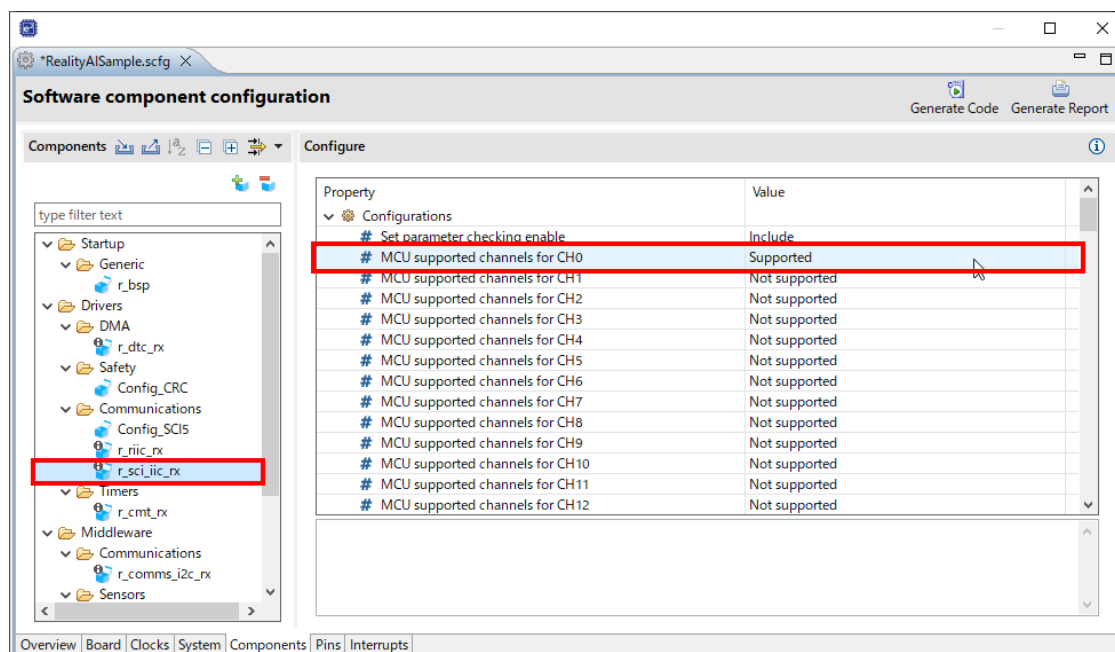 *RealityAISample.scfg
Software component configuration
Generate Code Generate Report
Components
Configure
type filter text
Startup
Generic
r_bsp
Drivers
DMA
r_dtc_rx
Safety
Config_CRC
Communications
Config_SCI5
r_riic_rx
r_sci_iic_rx
Timers
r_cmt_rx
Middleware
Communications
r_comms_i2c_rx
Sensors
Property Value
Configurations
# Set parameter checking enable Include
# MCU supported channels for CH0 Supported
# MCU supported channels for CH1 Not supported
# MCU supported channels for CH2 Not supported
# MCU supported channels for CH3 Not supported
# MCU supported channels for CH4 Not supported
# MCU supported channels for CH5 Not supported
# MCU supported channels for CH6 Not supported
# MCU supported channels for CH7 Not supported
# MCU supported channels for CH8 Not supported
# MCU supported channels for CH9 Not supported
# MCU supported channels for CH10 Not supported
# MCU supported channels for CH11 Not supported
# MCU supported channels for CH12 Not supported
Overview Board Clocks System Components Pins Interrupts